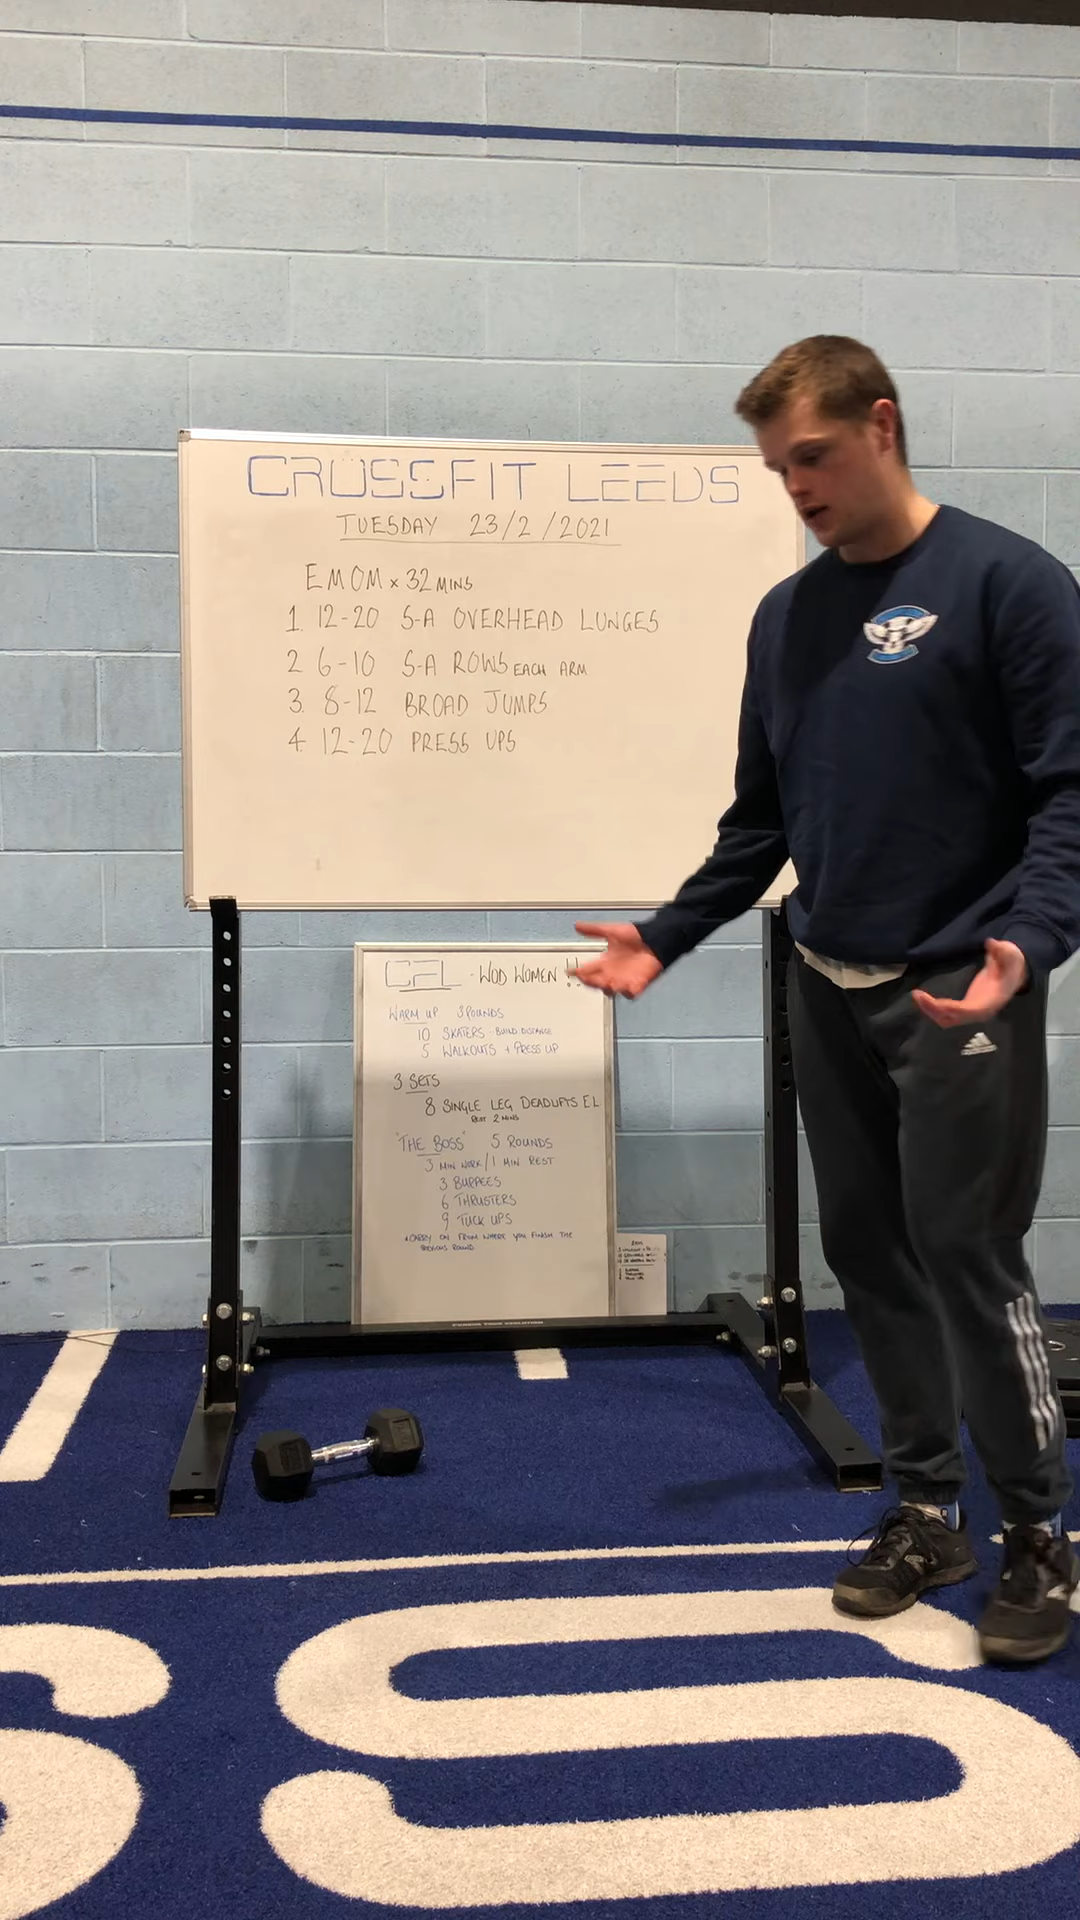 CROSSFIT LEEDS
TUESDAY 23/2/2021
EMOM x 32 MINS
1. 12-20 S-A OVERHEAD LUNGES
2 6-10 S-A ROWS EACH ARM
3. 8-12 BROAD JUMPS
4. 12-20 PRESS UPS
CFL - WOD WOMEN !!
WARM UP 3 ROUNDS
10 SKATERS - BUILD DISTANCE
5 WALKOUTS + PRESS UP
3 SETS
8 SINGLE LEG DEADLIFTS EL
REST 2 MINS
"THE BOSS" 5 ROUNDS
3 MIN WORK / 1 MIN REST
3 BURPEES
6 THRUSTERS
9 TUCK UPS
* CARRY ON FROM WHERE YOU FINISH THE
PREVIOUS ROUND
adidas